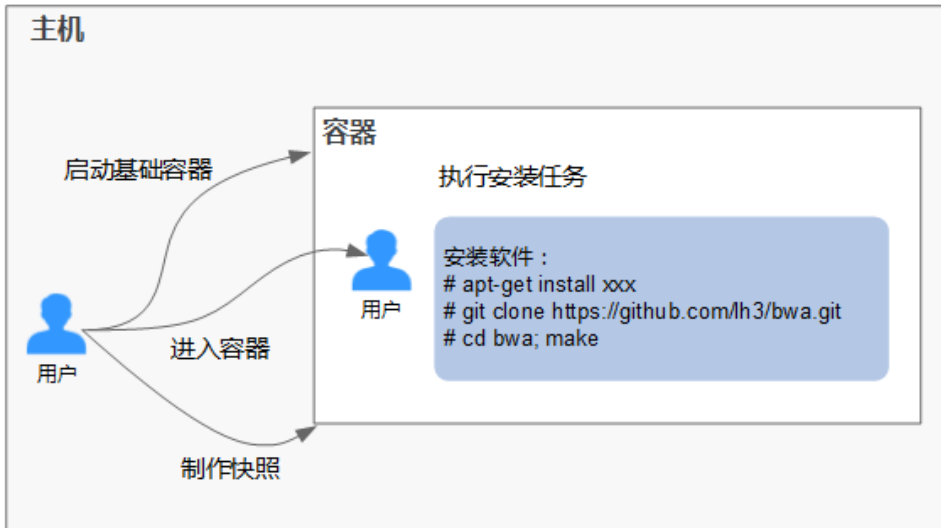 主机
容器
启动基础容器
执行安装任务
安装软件：
# apt-get install xxx
# git clone https://github.com/lh3/bwa.git
# cd bwa; make
用户
进入容器
用户
制作快照